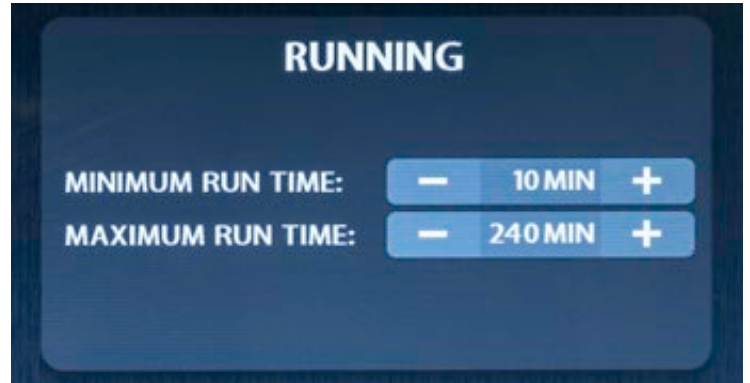 RUNNING
MINIMUM RUN TIME: − 10 MIN +
MAXIMUM RUN TIME: − 240 MIN +